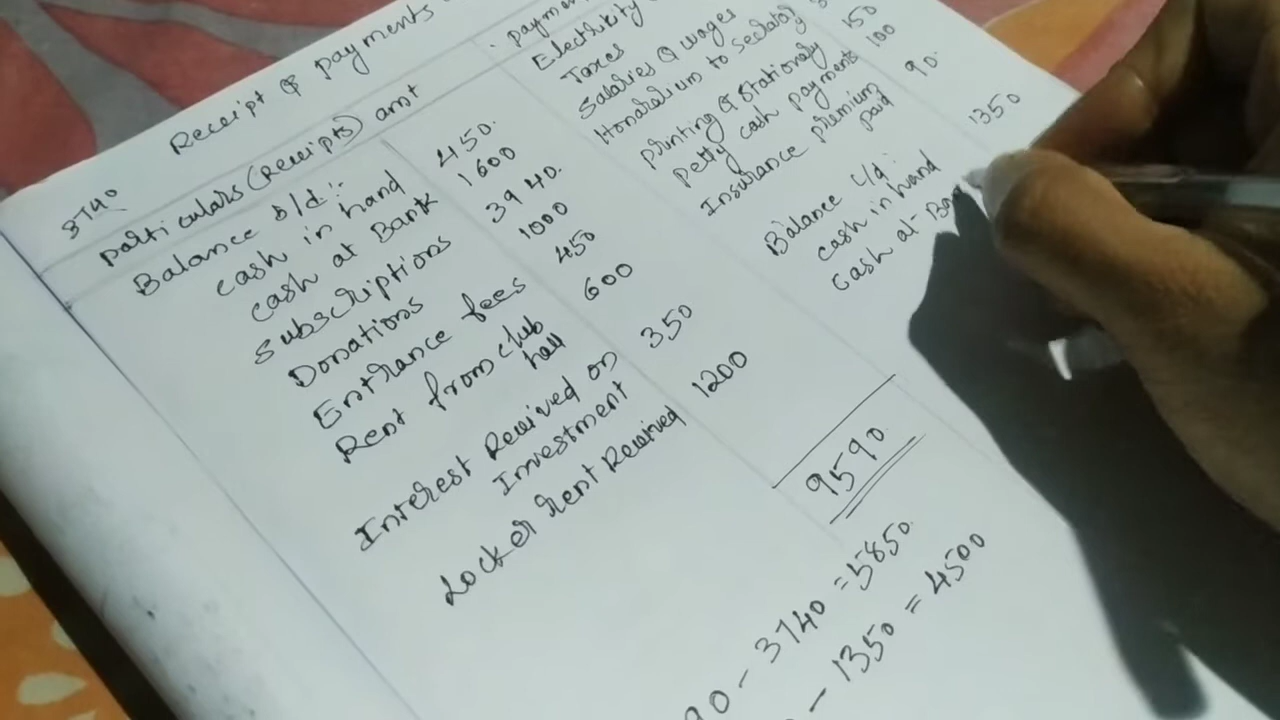 Receipt & payments
3740
particulars (Receipts) amt
Balance b/d:-
cash in hand 450.
cash at Bank 1600
subscriptions 3940.
Donations 1000
Entrance fees 450
Rent from club hall 600
Interest Received on Investment 350
Locker rent Received 1200
payment
Electricity
Taxes
Salaries & wages
Honoralium to Secretary
printing & stationary 150
petty cash payments 100
Insurance premium paid 90.
Balance c/d.
cash in hand 1350
cash at-
9590
90 - 3740 = 5850.
- 1350 = 4500